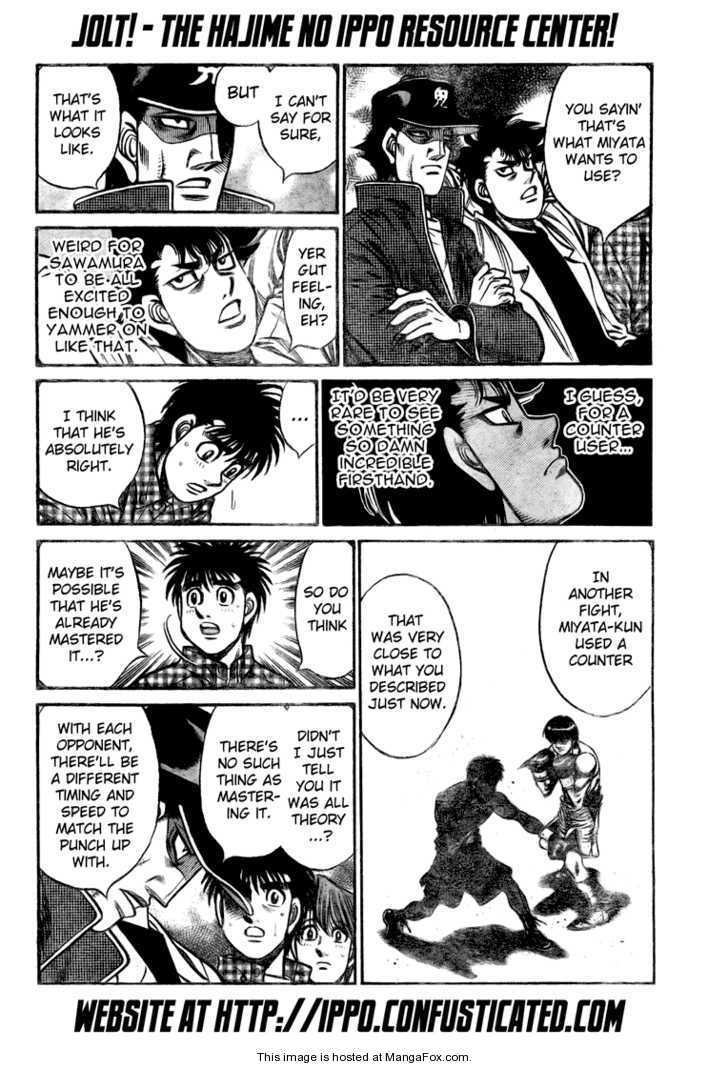 JOLT! - THE HAJIME NO IPPO RESOURCE CENTER!
YOU SAYIN'
THAT'S
WHAT MIYATA
WANTS TO
USE?
I CAN'T
SAY FOR
SURE,
BUT
THAT'S
WHAT IT
LOOKS
LIKE.
YER
GUT
FEEL-
ING,
EH?
WEIRD FOR
SAWAMURA
TO BE ALL
EXCITED
ENOUGH TO
YAMMER ON
LIKE THAT.
I GUESS,
FOR A
COUNTER
USER...
IT'D BE VERY
RARE TO SEE
SOMETHING
SO DAMN
INCREDIBLE
FIRSTHAND.
...
I THINK
THAT HE'S
ABSOLUTELY
RIGHT.
IN
ANOTHER
FIGHT,
MIYATA-KUN
USED A
COUNTER
THAT
WAS VERY
CLOSE TO
WHAT YOU
DESCRIBED
JUST NOW.
SO DO
YOU
THINK
MAYBE IT'S
POSSIBLE
THAT HE'S
ALREADY
MASTERED
IT...?
DIDN'T
I JUST
TELL
YOU IT
WAS ALL
THEORY
...?
THERE'S
NO SUCH
THING AS
MASTER-
ING IT.
WITH EACH
OPPONENT,
THERE'LL BE
A DIFFERENT
TIMING AND
SPEED TO
MATCH THE
PUNCH UP
WITH.
WEBSITE AT HTTP://IPPO.CONFUSTICATED.COM
This image is hosted at MangaFox.com.